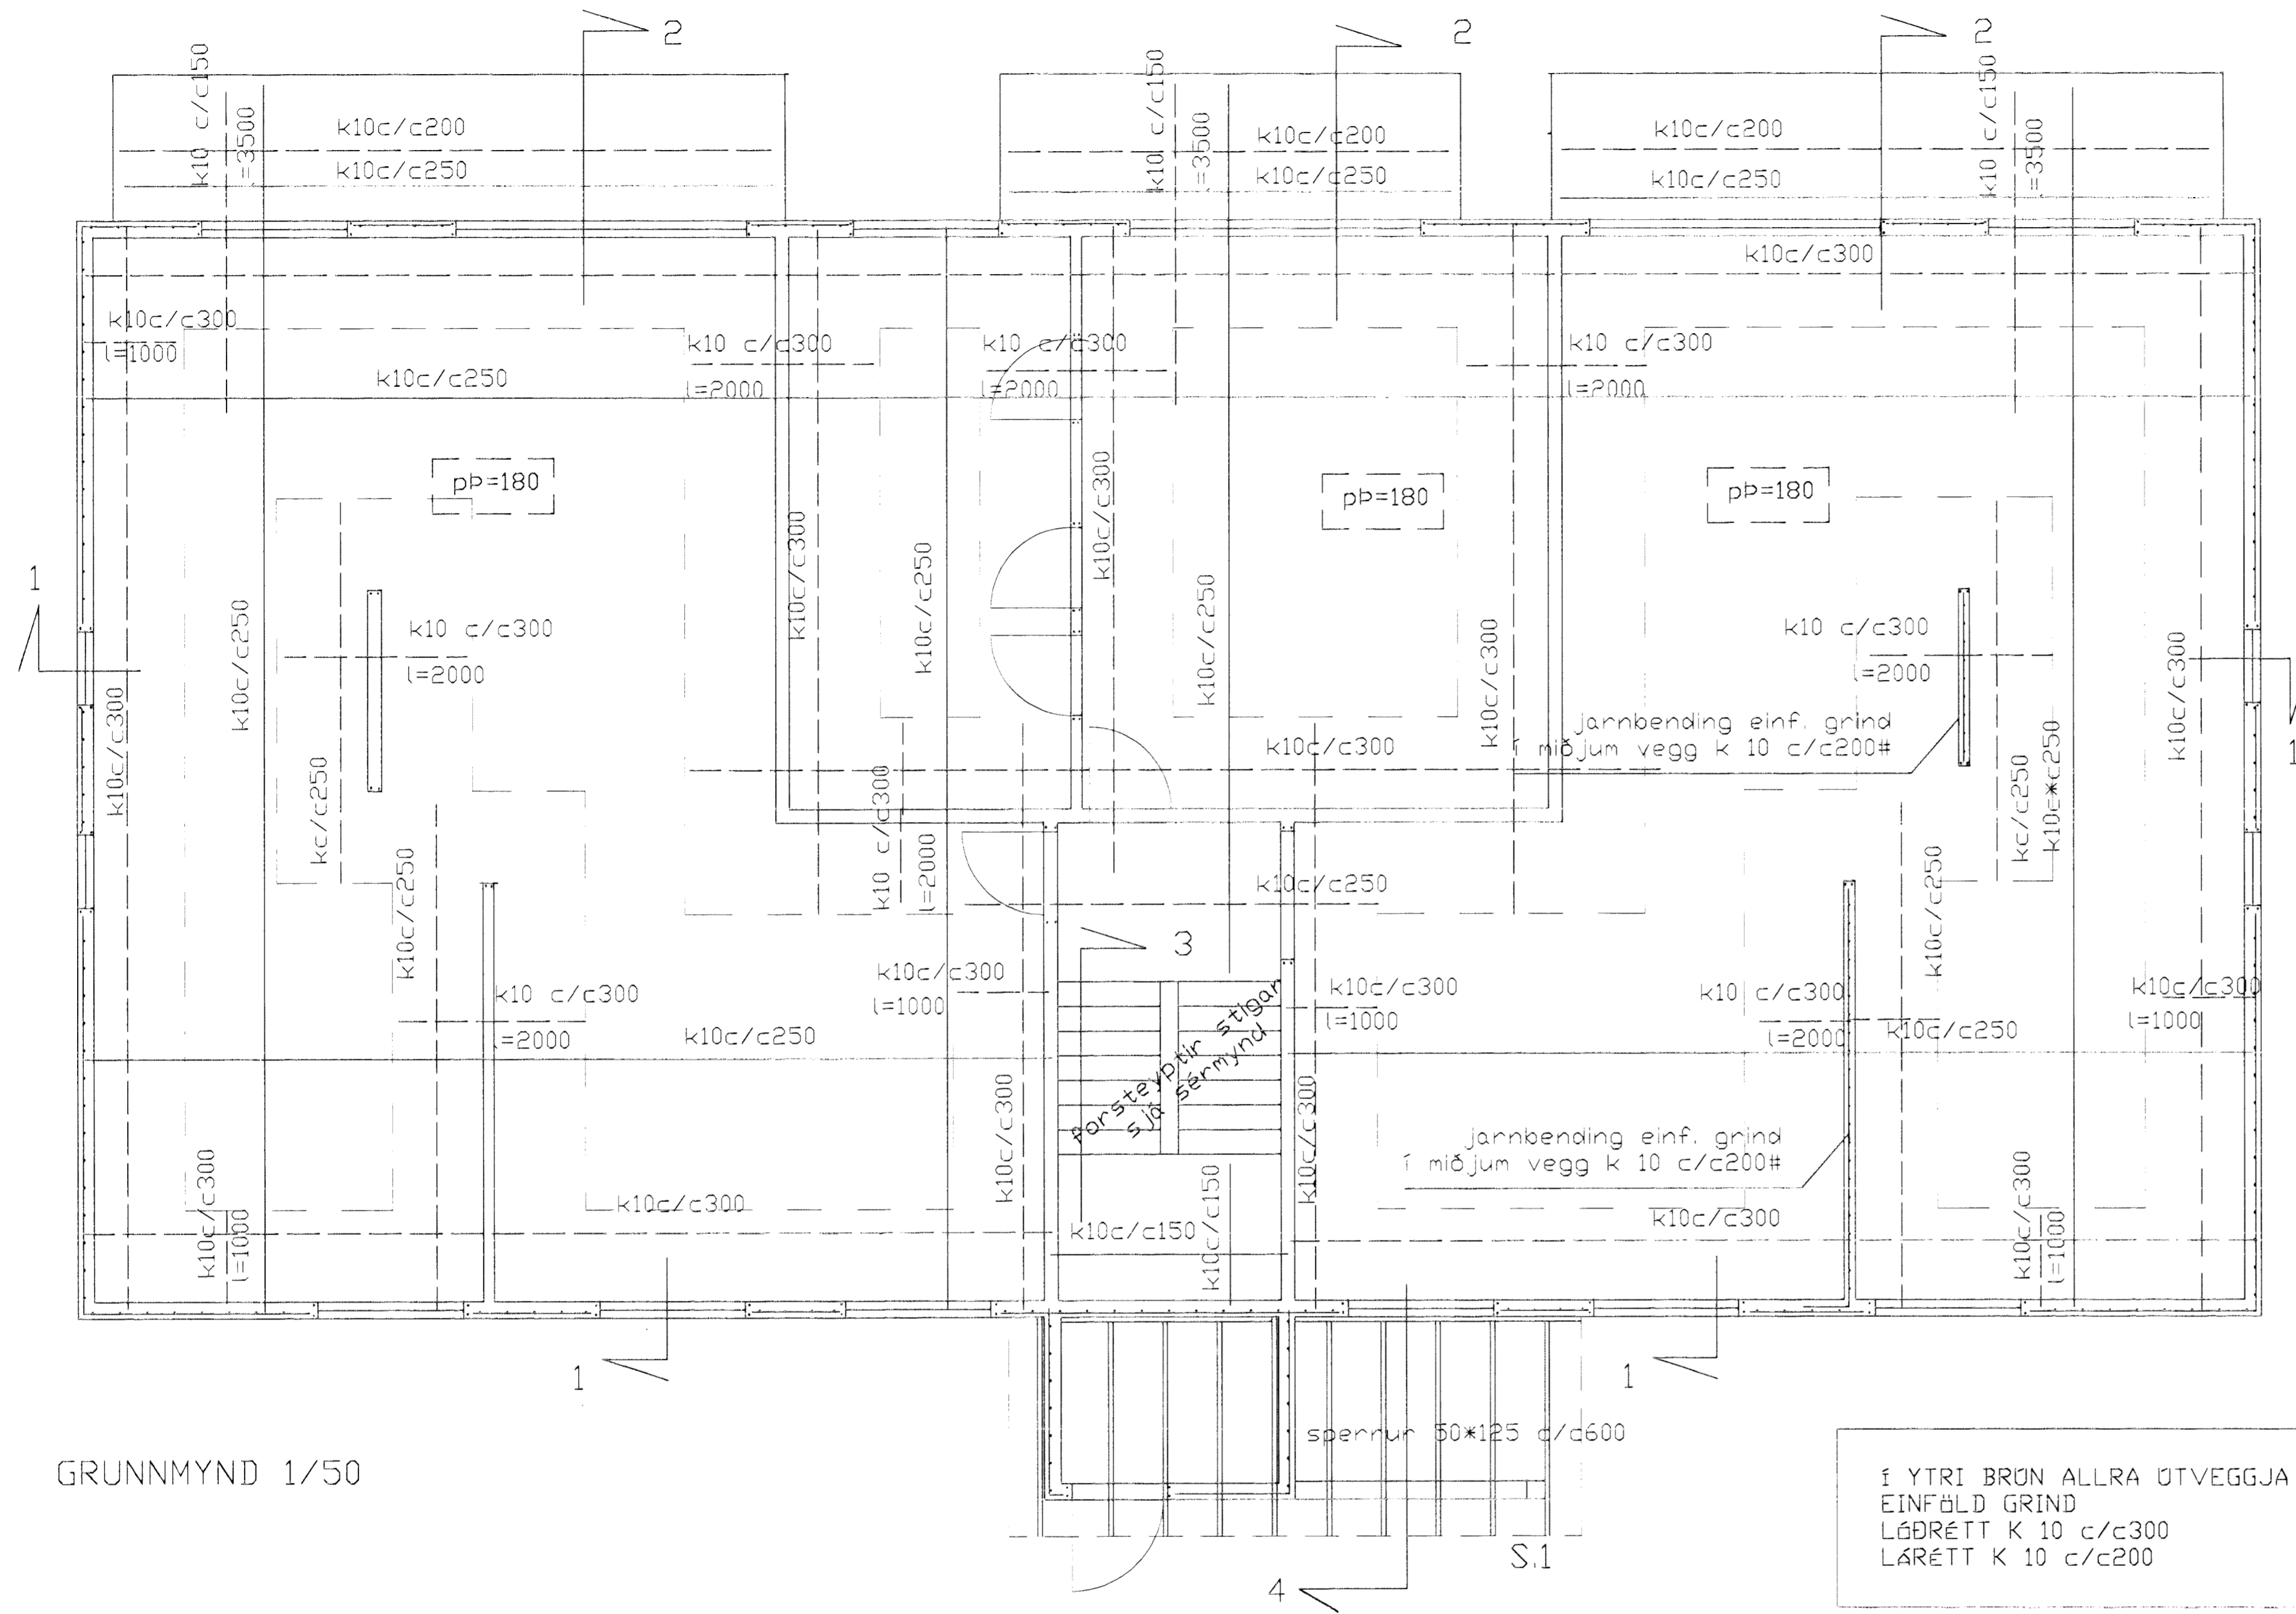 2
2
2
k10 c/c150
=3500
k10c/c200
k10c/c250
k10 c/c150
=3500
k10c/c200
k10c/c250
k10c/c200
k10c/c250
k10 c/c150
=3500
k10c/c300
k10c/c300
l=1000
k10c/c250
k10 c/c300
l=2000
k10 c/c300
l=2000
k10 c/c300
l=2000
pÞ=180
pÞ=180
pÞ=180
1
k10c/c300
k10c/c250
kc/c250
k10 c/c300
l=2000
k10c/c300
k10c/c250
k10c/c300
k10c/c250
k10c/c300
k10 c/c300
l=2000
k10c/c300
1
jarnbending einf. grind
í miðjum vegg k 10 c/c200#
k10c/c300
kc/c250
k10c*c250
k10c/c250
k10 c/c300
l=2000
k10c/c250
k10c/c250
3
k10 c/c300
l=2000
k10c/c300
l=1000
k10c/c250
k10c/c300
l=1000
k10 c/c300
l=2000
k10c/c250
k10c/c300
l=1000
forsteyptir stigar
sjá sérmynd
k10c/c300
k10c/c300
jarnbending einf. grind
í miðjum vegg k 10 c/c200#
k10c/c300
l=1000
k10c/c300
k10c/c150
k10c/c150
k10c/c300
k10c/c300
l=1000
1
1
sperrur 50*125 c/c600
S.1
4
GRUNNMYND 1/50
Í YTRI BRÚN ALLRA ÚTVEGGJA
EINFÖLD GRIND
LÓÐRÉTT K 10 c/c300
LÁRÉTT K 10 c/c200